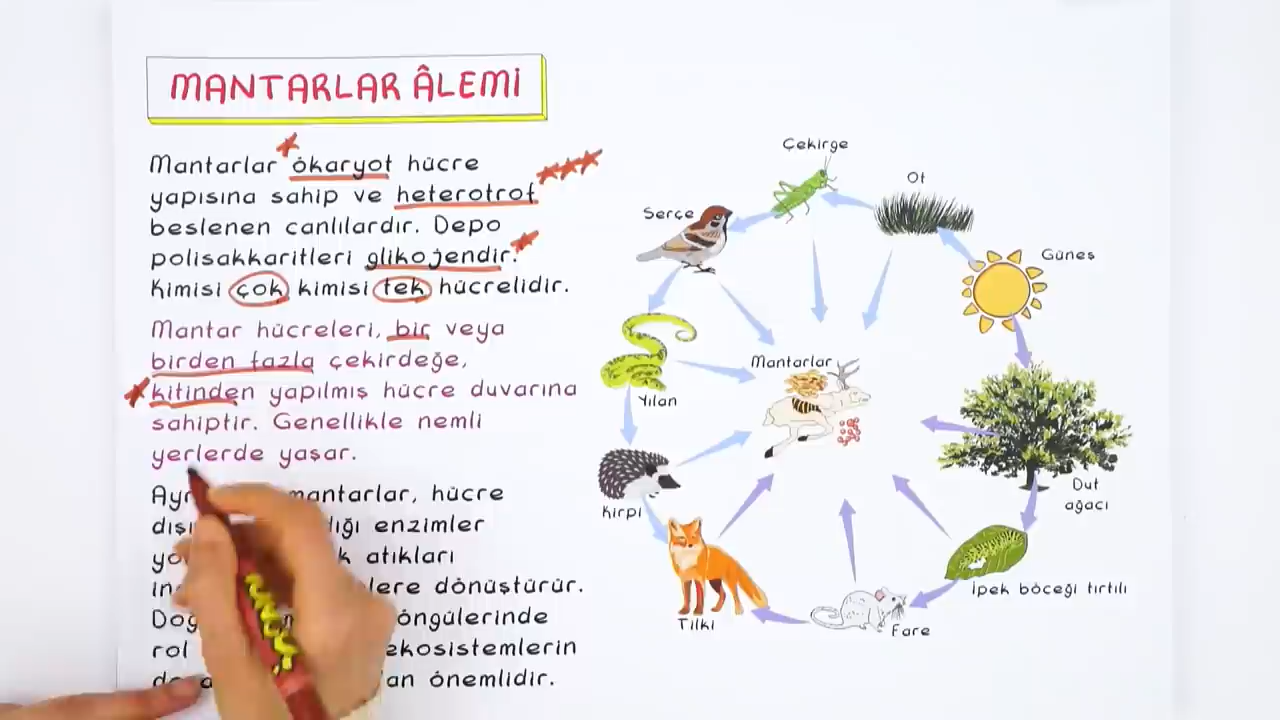 MANTARLAR ÂLEMİ
Mantarlar ökaryot hücre
yapısına sahip ve heterotrof
beslenen canlılardır. Depo
polisakkaritleri glikojendir.
Kimisi çok kimisi tek hücrelidir.
Mantar hücreleri, bir veya
birden fazla çekirdeğe,
kitinden yapılmış hücre duvarına
sahiptir. Genellikle nemli
yerlerde yaşar.
mantarlar, hücre
enzimler
atıkları
dönüştürür.
rol ekosistemlerin
önemlidir.
Çekirge
Ot
Serçe
Güneş
Mantarlar
Yılan
Dut
ağacı
Kirpi
İpek böceği tırtılı
Tilki
Fare